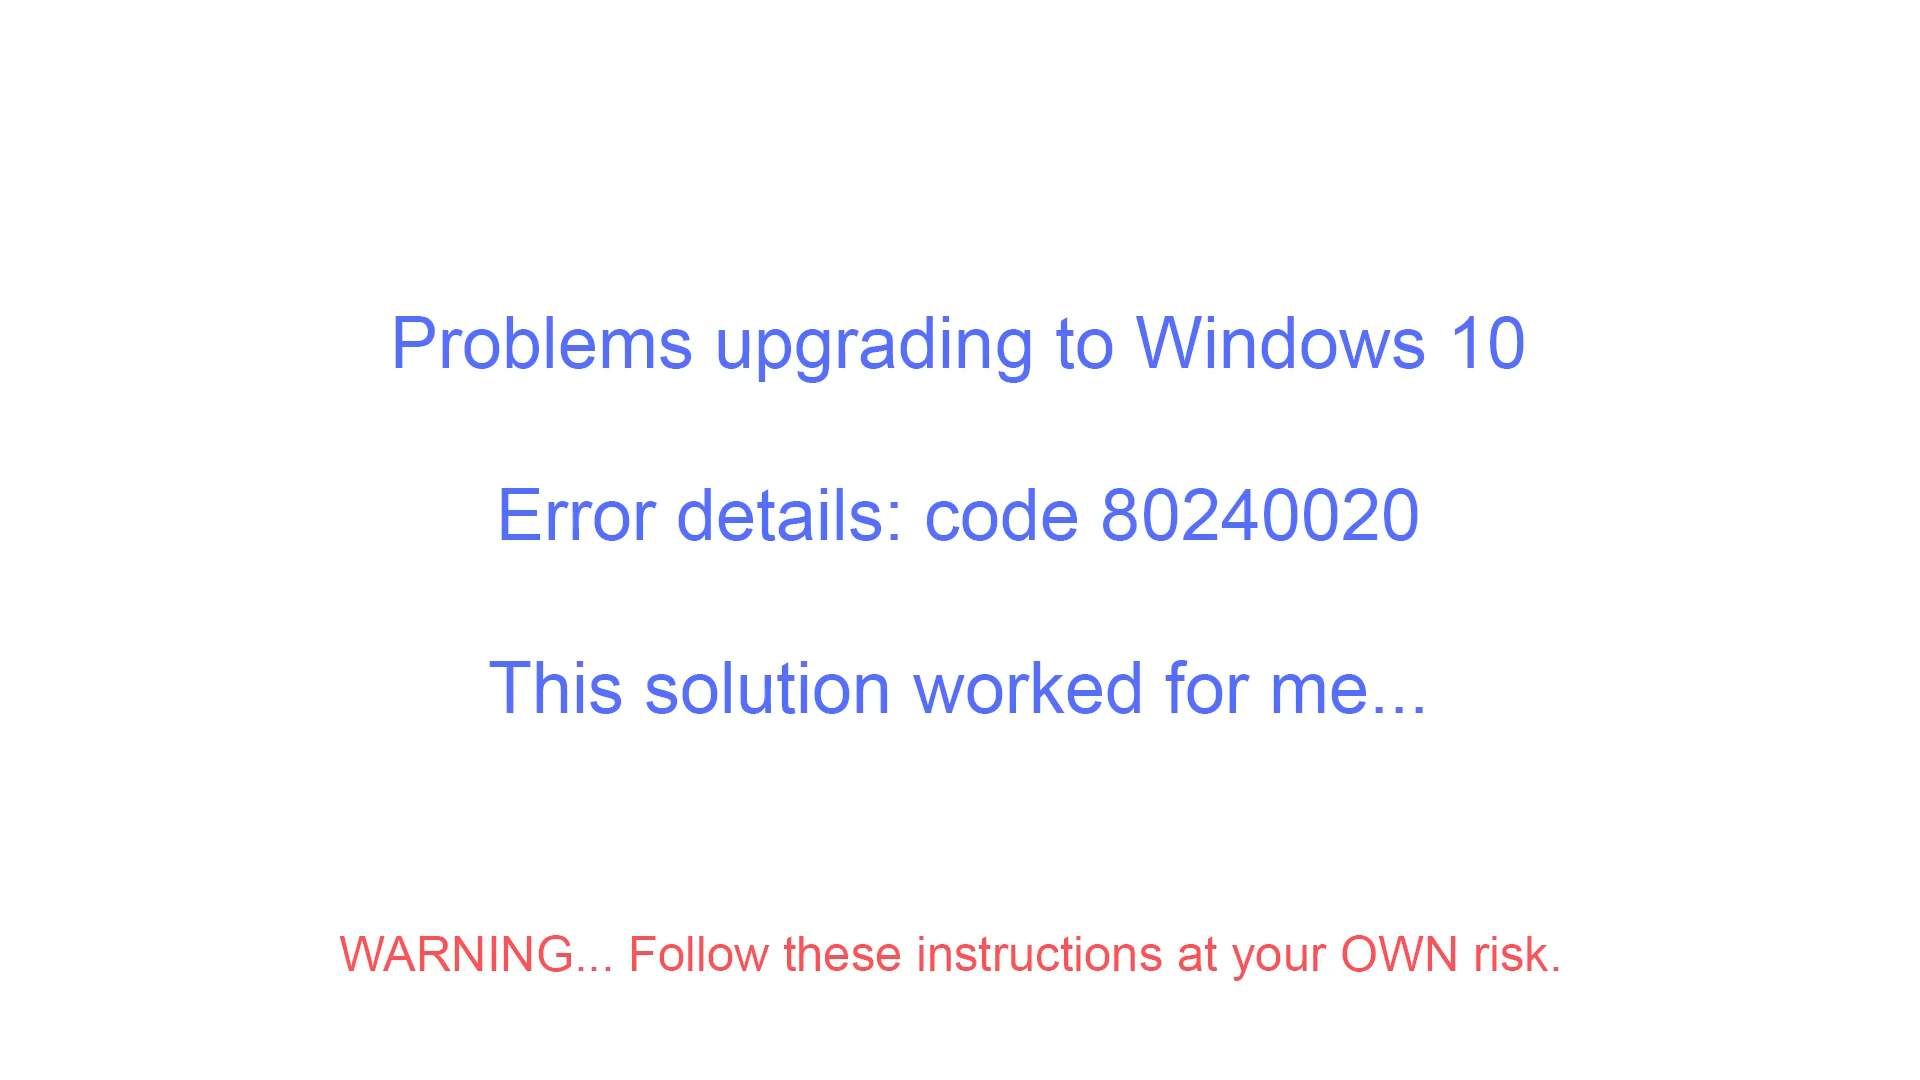 Problems upgrading to Windows 10
Error details: code 80240020
This solution worked for me...
WARNING... Follow these instructions at your OWN risk.